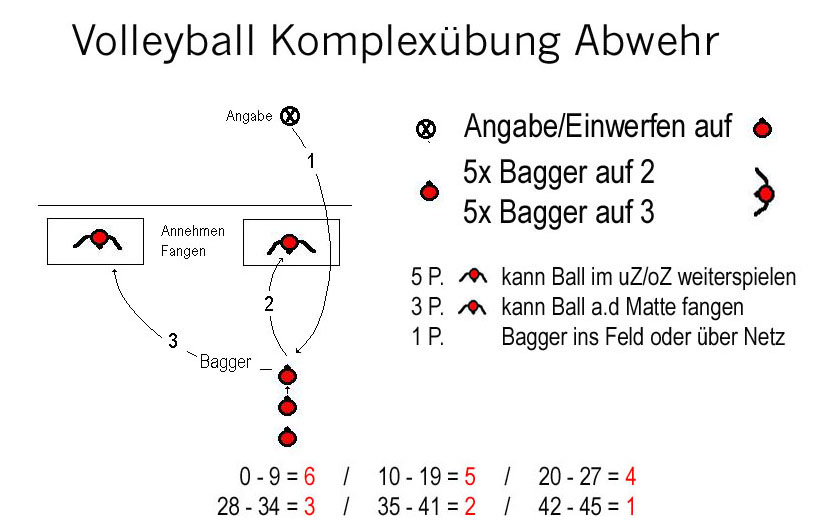 Volleyball Komplexübung Abwehr
Angabe
1
Annehmen
Fangen
2
3
Bagger
Angabe/Einwerfen auf
5x Bagger auf 2
5x Bagger auf 3
5 P. kann Ball im uZ/oZ weiterspielen
3 P. kann Ball a.d Matte fangen
1 P. Bagger ins Feld oder über Netz
0 - 9 = 6 / 10 - 19 = 5 / 20 - 27 = 4
28 - 34 = 3 / 35 - 41 = 2 / 42 - 45 = 1